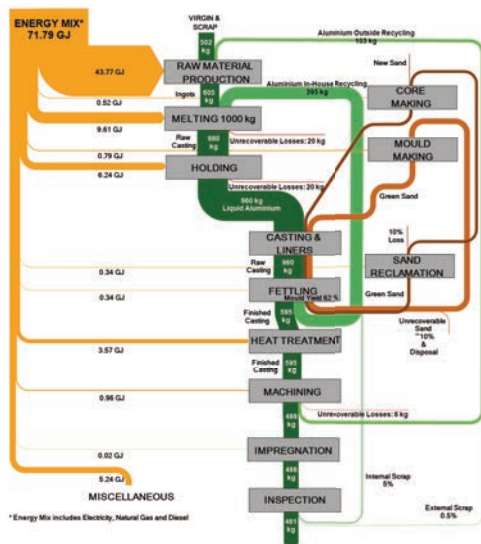 ENERGY MIX*
71.79 GJ
VIRGIN &
SCRAP
502
kg
Aluminium Outside Recycling
103 kg
43.77 GJ
RAW MATERIAL
PRODUCTION
New Sand
Aluminium In-House Recycling
395 kg
0.52 GJ
Ingots
605
kg
CORE
MAKING
MELTING 1000 kg
9.61 GJ
Raw
Casting
980
kg
Unrecoverable Losses: 20 kg
MOULD
MAKING
0.79 GJ
HOLDING
6.24 GJ
Unrecoverable Losses: 20 kg
960 kg
Liquid Aluminium
Green Sand
CASTING &
LINERS
10%
Loss
Raw
Casting
960
kg
SAND
RECLAMATION
0.34 GJ
FETTLING
0.34 GJ
Mould Yield 62 %
Green Sand
Finished
Casting
595
kg
Unrecoverable
Sand
~10%
&
Disposal
HEAT TREATMENT
3.57 GJ
Finished
Casting
595
kg
MACHINING
0.96 GJ
Unrecoverable Losses: 6 kg
kg
IMPREGNATION
0.02 GJ
5.24 GJ
489
kg
Internal Scrap
5%
MISCELLANEOUS
INSPECTION
External Scrap
0.5%
* Energy Mix includes Electricity, Natural Gas and Diesel
491
kg